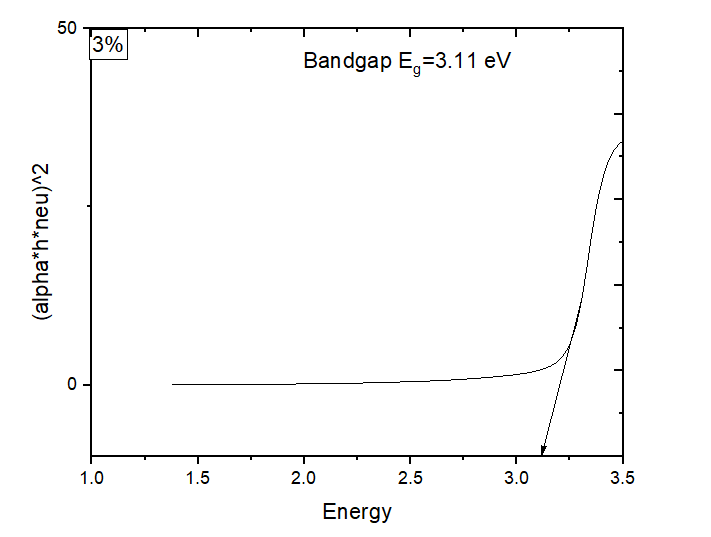 50
3%
Bandgap Eg=3.11 eV
(alpha*h*neu)^2
0
1.0 1.5 2.0 2.5 3.0 3.5
Energy